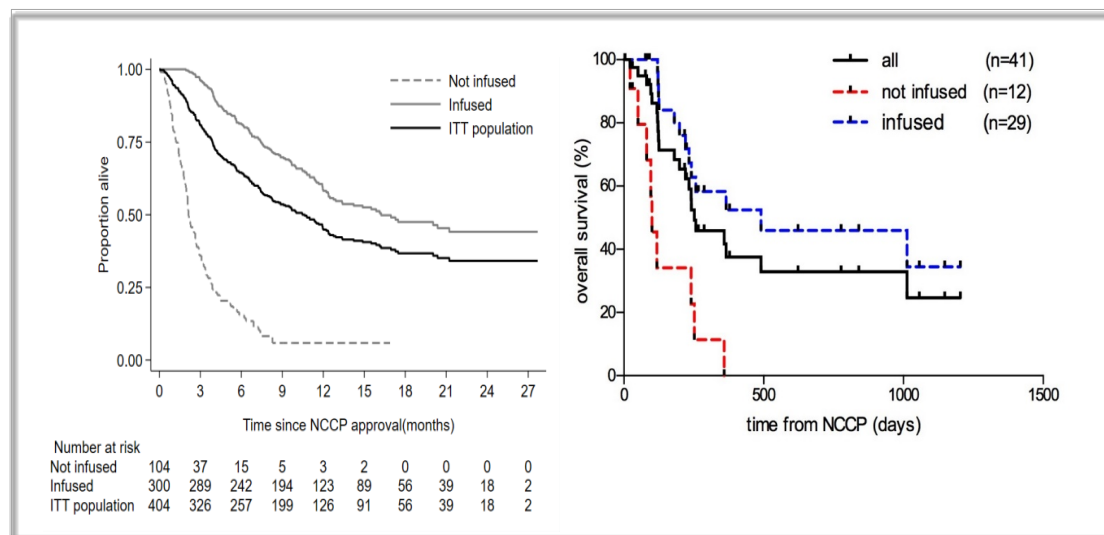 1.00
0.75
0.50
0.25
0.00
Proportion alive
Not infused
Infused
ITT population
0 3 6 9 12 15 18 21 24 27
Time since NCCP approval(months)
Number at risk
Not infused 104 37 15 5 3 2 0 0 0 0
Infused 300 289 242 194 123 89 56 39 18 2
ITT population 404 326 257 199 126 91 56 39 18 2
100
80
60
40
20
0
overall survival (%)
all (n=41)
not infused (n=12)
infused (n=29)
0 500 1000 1500
time from NCCP (days)